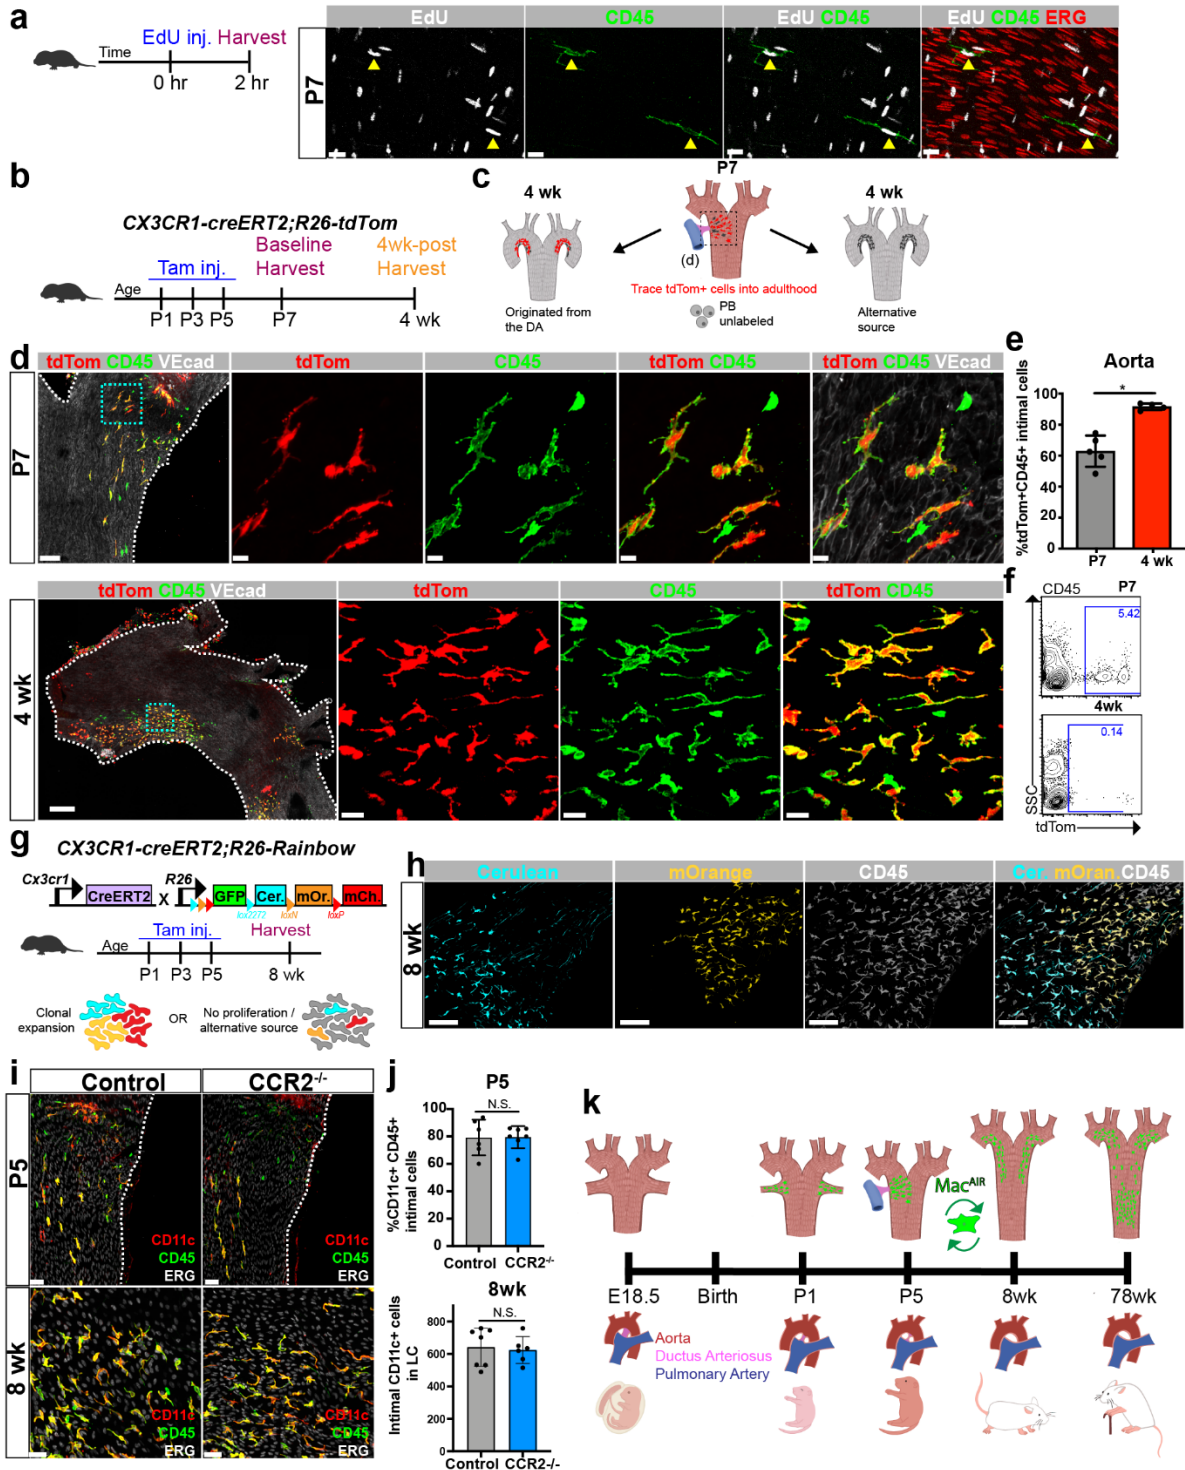 a
EdU inj. Harvest
Time
0 hr
2 hr
P7
EdU
CD45
EdU CD45
EdU CD45 ERG
b
CX3CR1-creERT2;R26-tdTom
Baseline
Harvest
4wk-post
Harvest
Tam inj.
Age
P1
P3
P5
P7
4 wk
c
4 wk
P7
4 wk
(d)
Originated from
the DA
Trace tdTom+ cells into adulthood
PB
unlabeled
Alternative
source
d
tdTom CD45 VEcad
tdTom
CD45
tdTom CD45
tdTom CD45 VEcad
P7
tdTom CD45 VEcad
tdTom
CD45
tdTom CD45
4 wk
e
Aorta
*
%tdTom+CD45+ intimal cells
100
80
60
40
20
0
P7
4 wk
f
CD45
P7
5.42
4wk
0.14
SSC
tdTom
g
CX3CR1-creERT2;R26-Rainbow
Cx3cr1
CreERT2
X
R26
GFP
Cer.
mOr.
mCh.
lox2272
loxN
loxP
Tam inj.
Harvest
Age
P1
P3
P5
8 wk
Clonal
expansion
OR
No proliferation /
alternative source
h
Cerulean
mOrange
CD45
Cer. mOran.CD45
8 wk
i
Control
CCR2-/-
P5
CD11c
CD45
ERG
CD11c
CD45
ERG
8 wk
CD11c
CD45
ERG
CD11c
CD45
ERG
j
P5
N.S.
%CD11c+ CD45+
intimal cells
100
80
60
40
20
0
Control
CCR2-/-
8wk
N.S.
Intimal CD11c+ cells
in LC
800
600
400
200
0
Control
CCR2-/-
k
MacAIR
E18.5
Birth
P1
P5
8wk
78wk
Aorta
Ductus Arteriosus
Pulmonary Artery